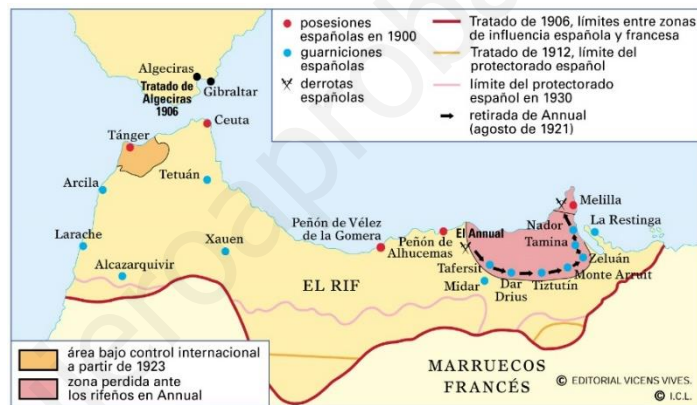 posesiones
españolas en 1900
guarniciones
españolas
derrotas
españolas
Tratado de 1906, límites entre zonas
de influencia española y francesa
Tratado de 1912, límite del
protectorado español
límite del protectorado
español en 1930
retirada de Annual
(agosto de 1921)
Algeciras
Tratado de
Algeciras
1906
Gibraltar
Ceuta
Tánger
Tetuán
Arcila
Larache
Xauen
Alcazarquivir
Peñón de Vélez
de la Gomera
Peñón de
Alhucemas
El Annual
Melilla
Nador
La Restinga
Tamina
Zeluán
Tafersit
Monte Arruit
Midar
Dar
Drius
Tiztutín
EL RIF
MARRUECOS
FRANCÉS
área bajo control internacional
a partir de 1923
zona perdida ante
los rifeños en Annual
© EDITORIAL VICENS VIVES.
© I.C.L.